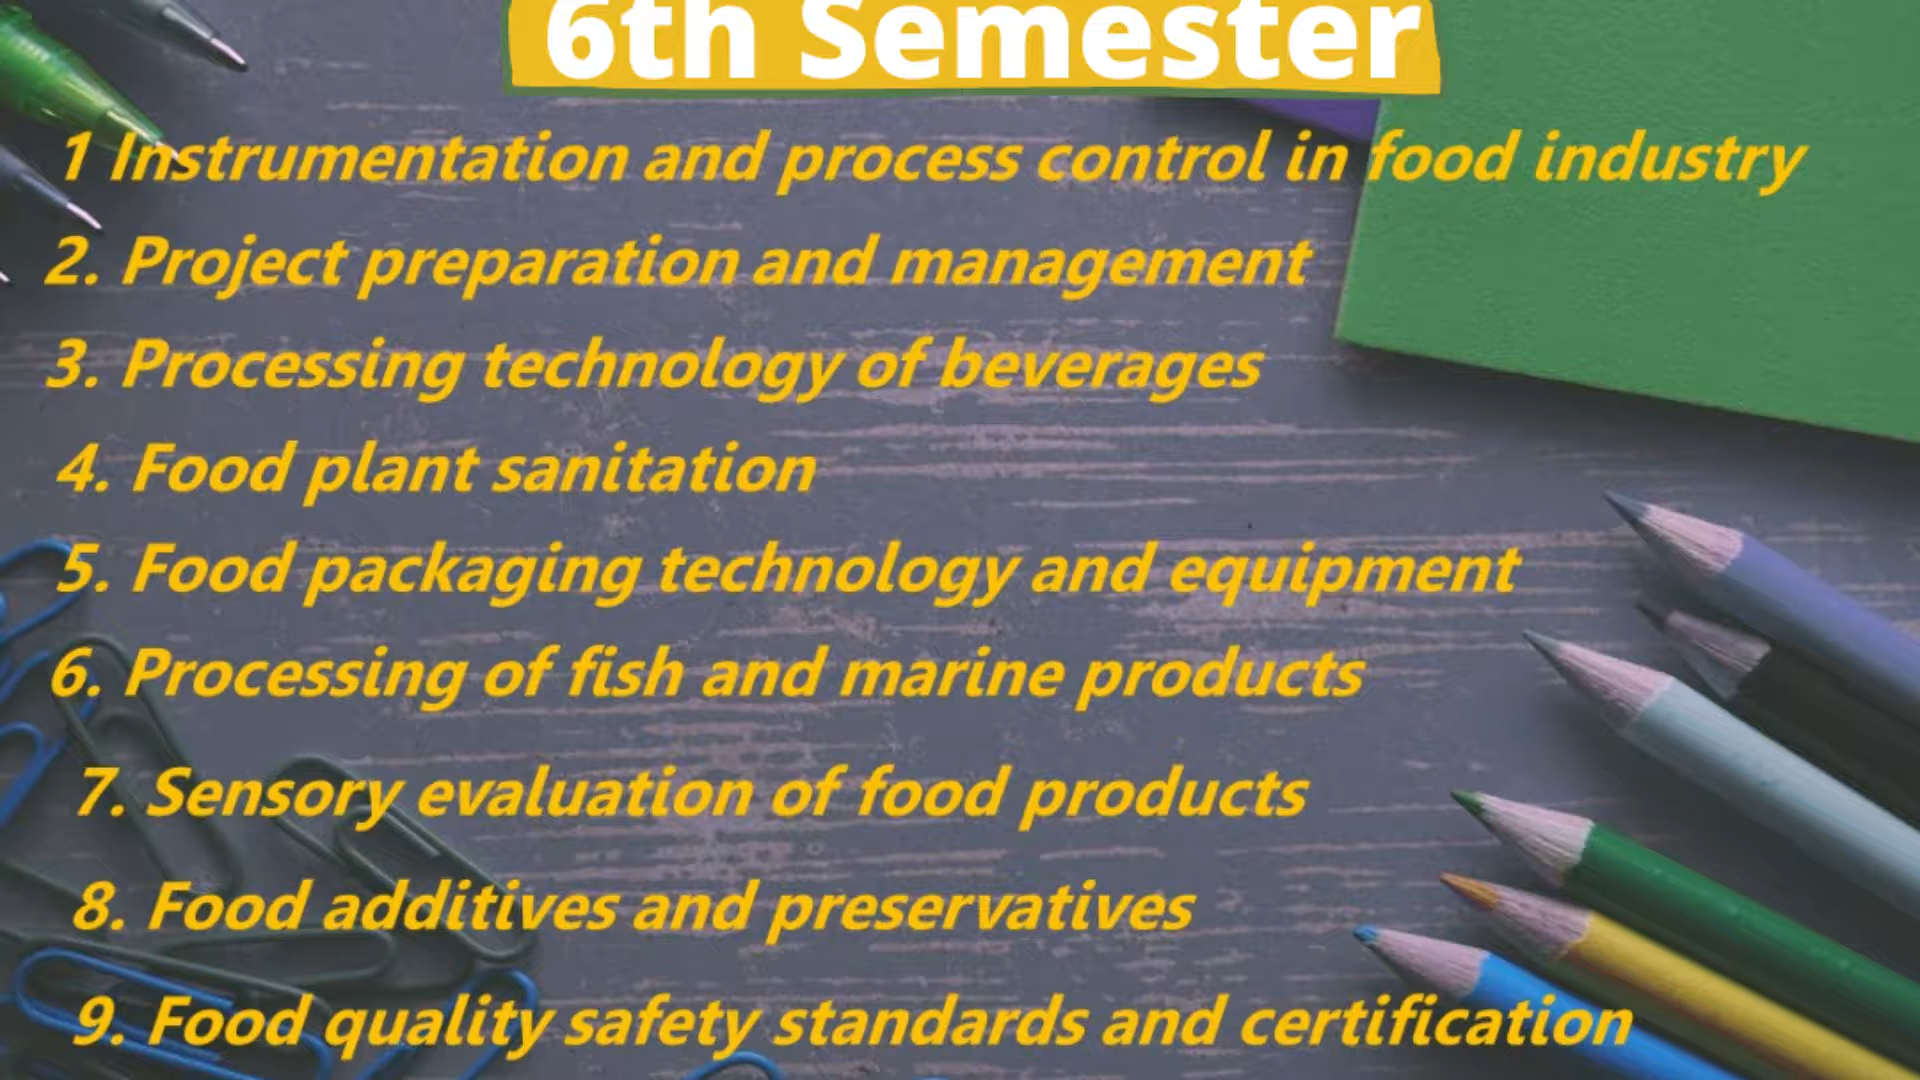 6th Semester
1 Instrumentation and process control in food industry
2. Project preparation and management
3. Processing technology of beverages
4. Food plant sanitation
5. Food packaging technology and equipment
6. Processing of fish and marine products
7. Sensory evaluation of food products
8. Food additives and preservatives
9. Food quality safety standards and certification